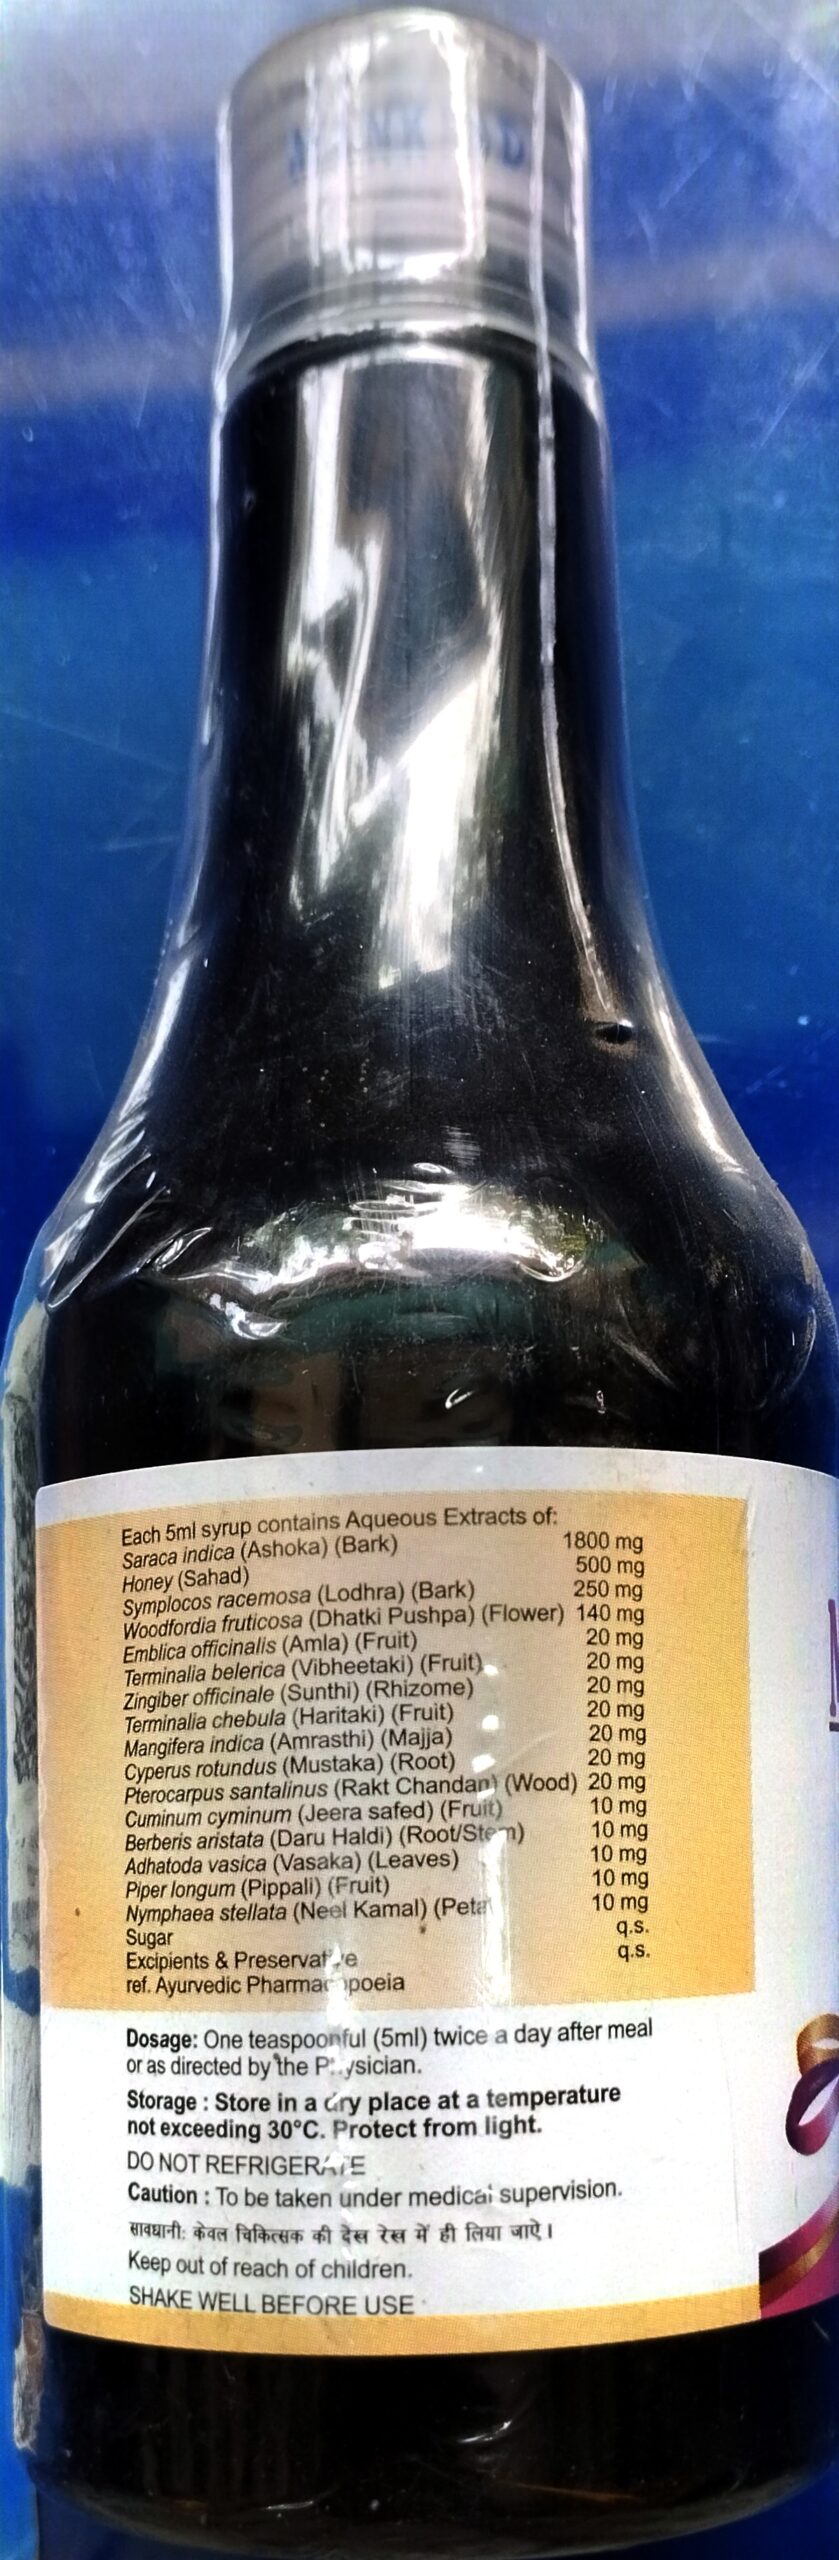 Each 5ml syrup contains Aqueous Extracts of:
Saraca indica (Ashoka) (Bark) 1800 mg
Honey (Sahad) 500 mg
Symplocos racemosa (Lodhra) (Bark) 250 mg
Woodfordia fruticosa (Dhatki Pushpa) (Flower) 140 mg
Emblica officinalis (Amla) (Fruit) 20 mg
Terminalia belerica (Vibheetaki) (Fruit) 20 mg
Zingiber officinale (Sunthi) (Rhizome) 20 mg
Terminalia chebula (Haritaki) (Fruit) 20 mg
Mangifera indica (Amrasthi) (Majja) 20 mg
Cyperus rotundus (Mustaka) (Root) 20 mg
Pterocarpus santalinus (Rakt Chandan) (Wood) 20 mg
Cuminum cyminum (Jeera safed) (Fruit) 10 mg
Berberis aristata (Daru Haldi) (Root/Stem) 10 mg
Adhatoda vasica (Vasaka) (Leaves) 10 mg
Piper longum (Pippali) (Fruit) 10 mg
Nymphaea stellata (Neel Kamal) (Petal 10 mg
Sugar q.s.
Excipients & Preservative q.s.
ref. Ayurvedic Pharmacopoeia
Dosage: One teaspoonful (5ml) twice a day after meal
or as directed by the Physician.
Storage : Store in a dry place at a temperature
not exceeding 30°C. Protect from light.
DO NOT REFRIGERATE
Caution : To be taken under medical supervision.
सावधानी: केवल चिकित्सक की देख रेख में ही लिया जाऐ।
Keep out of reach of children.
SHAKE WELL BEFORE USE